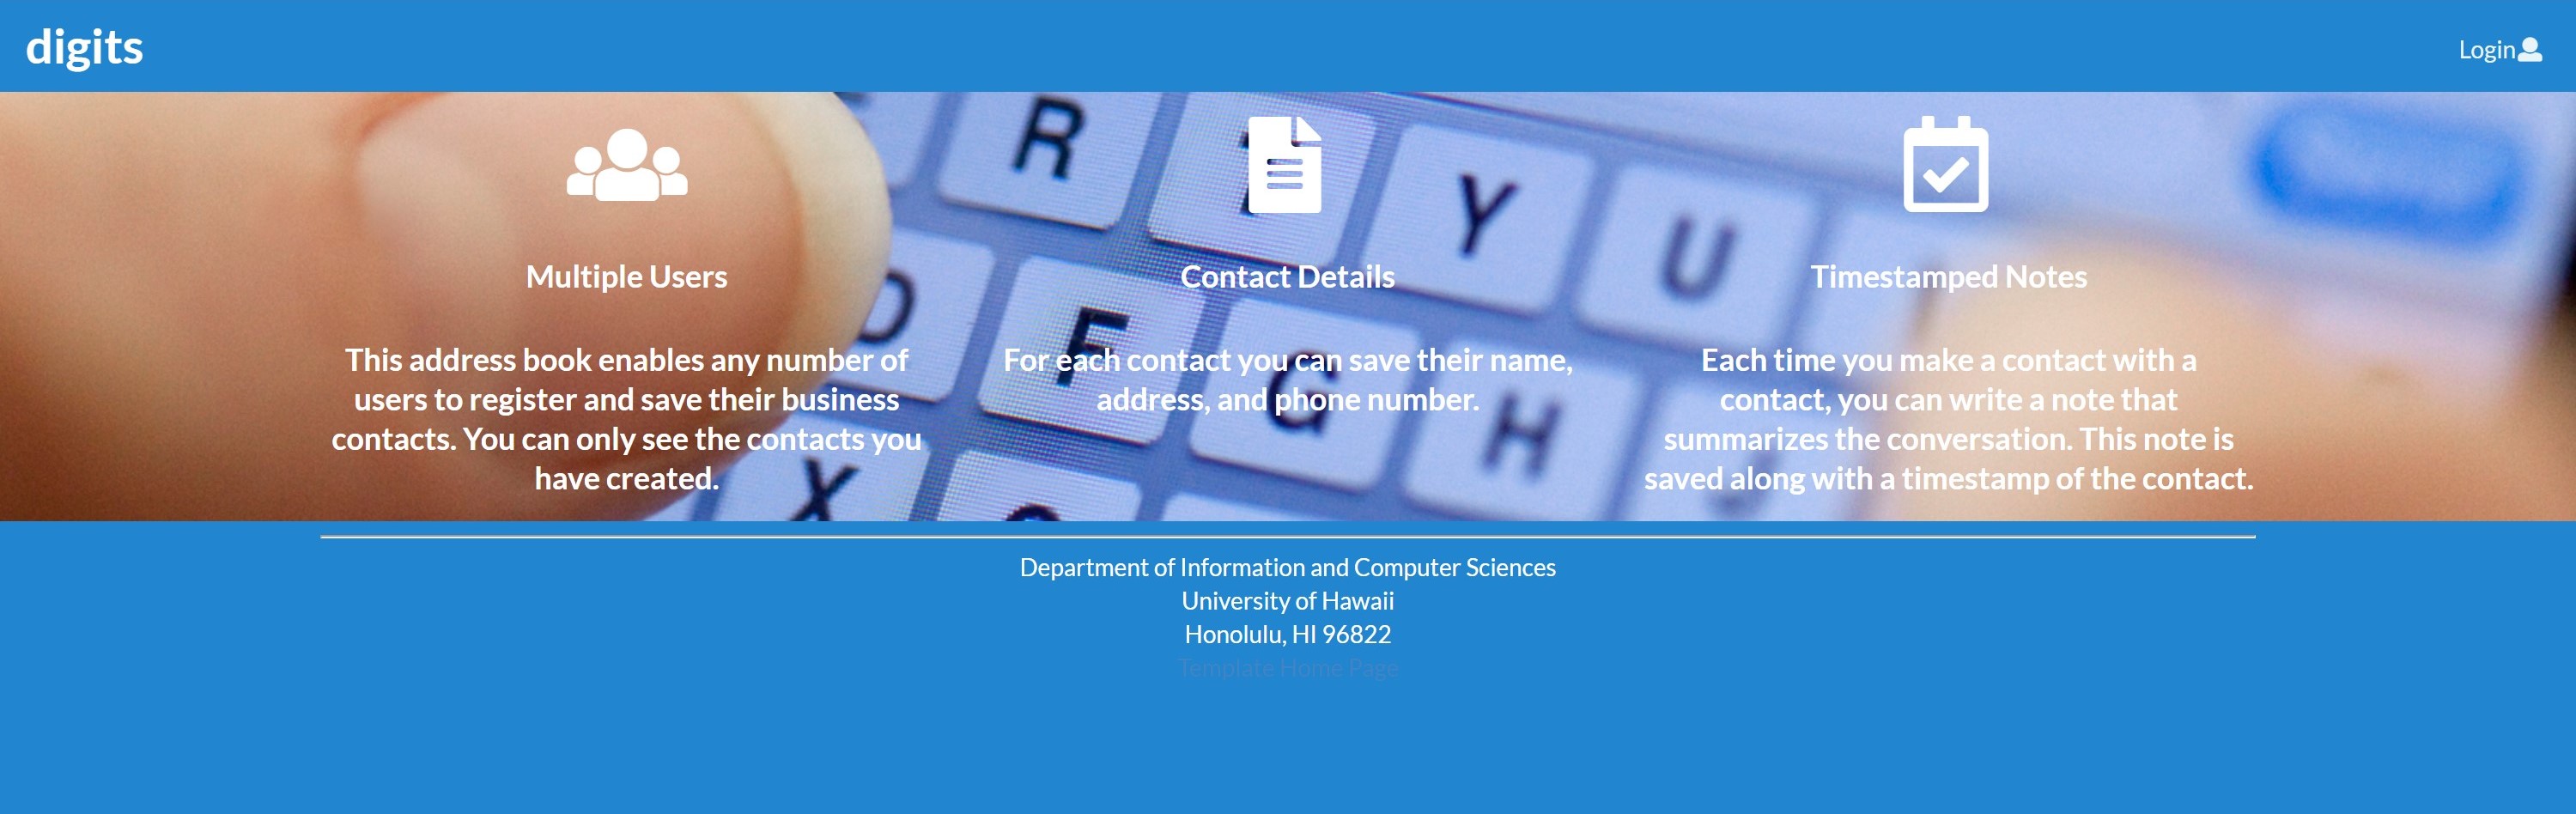 digits
Login
R
Y
U
D
F
G
H
X
Multiple Users
Contact Details
Timestamped Notes
This address book enables any number of
users to register and save their business
contacts. You can only see the contacts you
have created.
For each contact you can save their name,
address, and phone number.
Each time you make a contact with a
contact, you can write a note that
summarizes the conversation. This note is
saved along with a timestamp of the contact.
Department of Information and Computer Sciences
University of Hawaii
Honolulu, HI 96822
Template Home Page